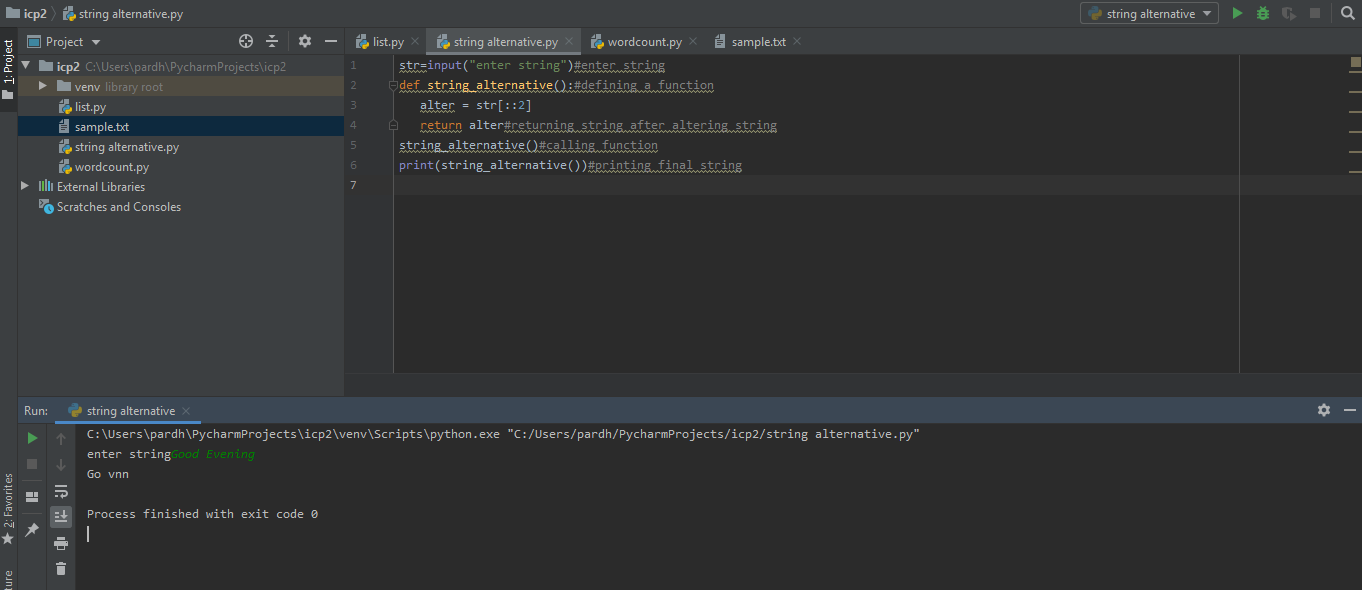 icp2 string alternative.py string alternative
Project
list.py string alternative.py wordcount.py sample.txt
1: Project
icp2 C:\Users\pardh\PycharmProjects\icp2
venv library root
list.py
sample.txt
string alternative.py
wordcount.py
External Libraries
Scratches and Consoles
1 str=input("enter string")#enter string
2 def string_alternative():#defining a function
3 alter = str[::2]
4 return alter#returning string after altering string
5 string_alternative()#calling function
6 print(string_alternative())#printing final string
7
Run: string alternative
C:\Users\pardh\PycharmProjects\icp2\venv\Scripts\python.exe "C:/Users/pardh/PycharmProjects/icp2/string alternative.py"
enter stringGood Evening
Go vnn
Process finished with exit code 0
2: Favorites